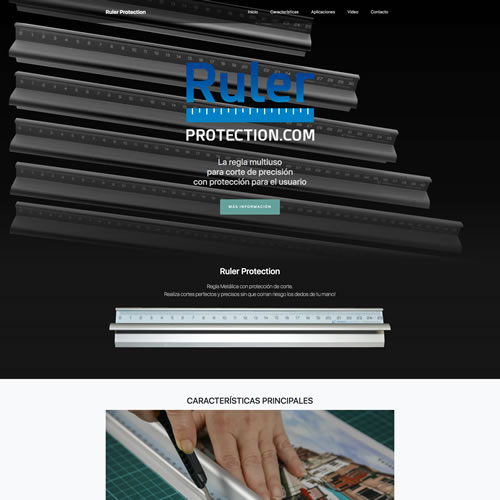 Ruler Protection
Inicio Características Aplicaciones Vídeo Contacto
Ruler
PROTECTION.COM
La regla multiuso
para corte de precisión
con protección para el usuario
MÁS INFORMACIÓN
Ruler Protection
Regla Metálica con protección de corte.
Realiza cortes perfectos y precisos sin que corran riesgo los dedos de tu mano!
CARACTERÍSTICAS PRINCIPALES